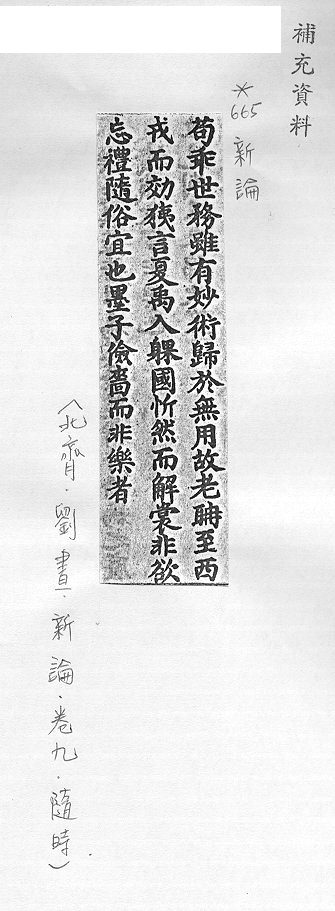 補充資料
*665 新論
荀乖世務雖有妙術歸於無用故老聃至西
戎而効夷言夏禹入躶國忻然而解裳非欲
忘禮隨俗宜也墨子儉嗇而非樂者
（北齊．劉晝．新論．卷九．隨時）